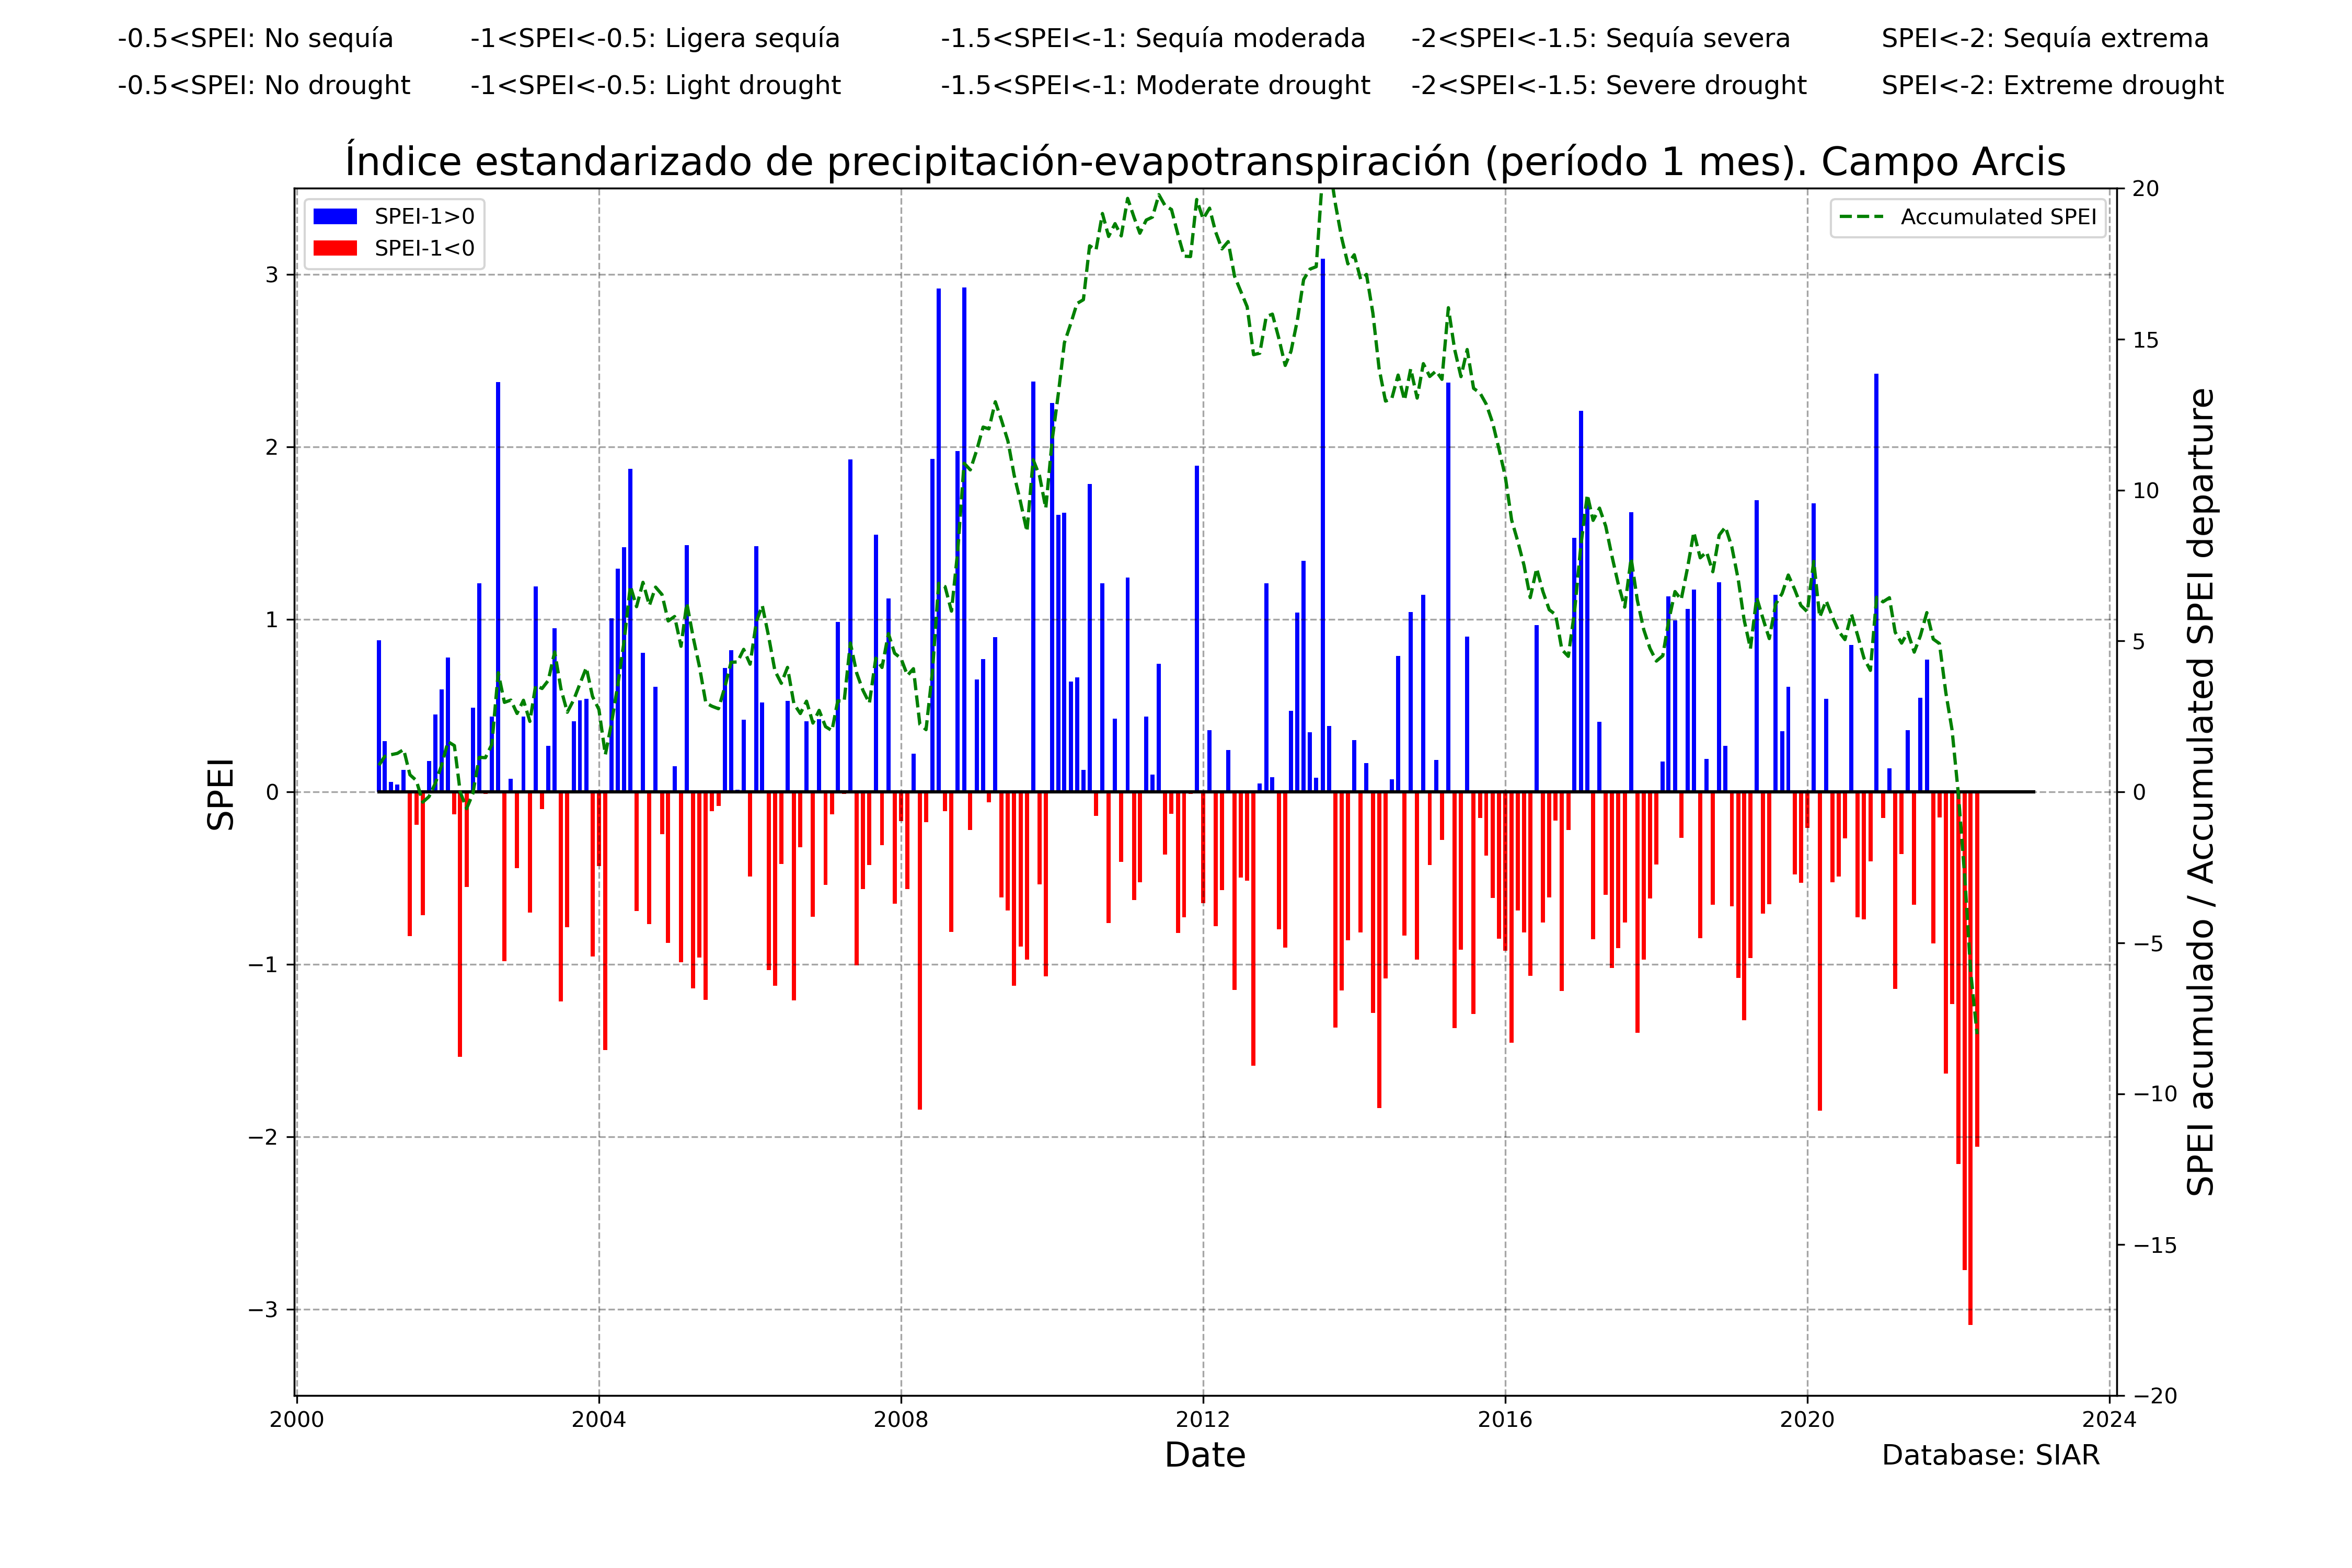 -0.5<SPEI: No sequía -1<SPEI<-0.5: Ligera sequía -1.5<SPEI<-1: Sequía moderada -2<SPEI<-1.5: Sequía severa SPEI<-2: Sequía extrema
-0.5<SPEI: No drought -1<SPEI<-0.5: Light drought -1.5<SPEI<-1: Moderate drought -2<SPEI<-1.5: Severe drought SPEI<-2: Extreme drought
Índice estandarizado de precipitación-evapotranspiración (período 1 mes). Campo Arcis
SPEI-1>0
SPEI-1<0
Accumulated SPEI
SPEI
3
2
1
0
−1
−2
−3
20
15
10
5
0
−5
−10
−15
−20
SPEI acumulado / Accumulated SPEI departure
2000 2004 2008 2012 2016 2020 2024
Date
Database: SIAR